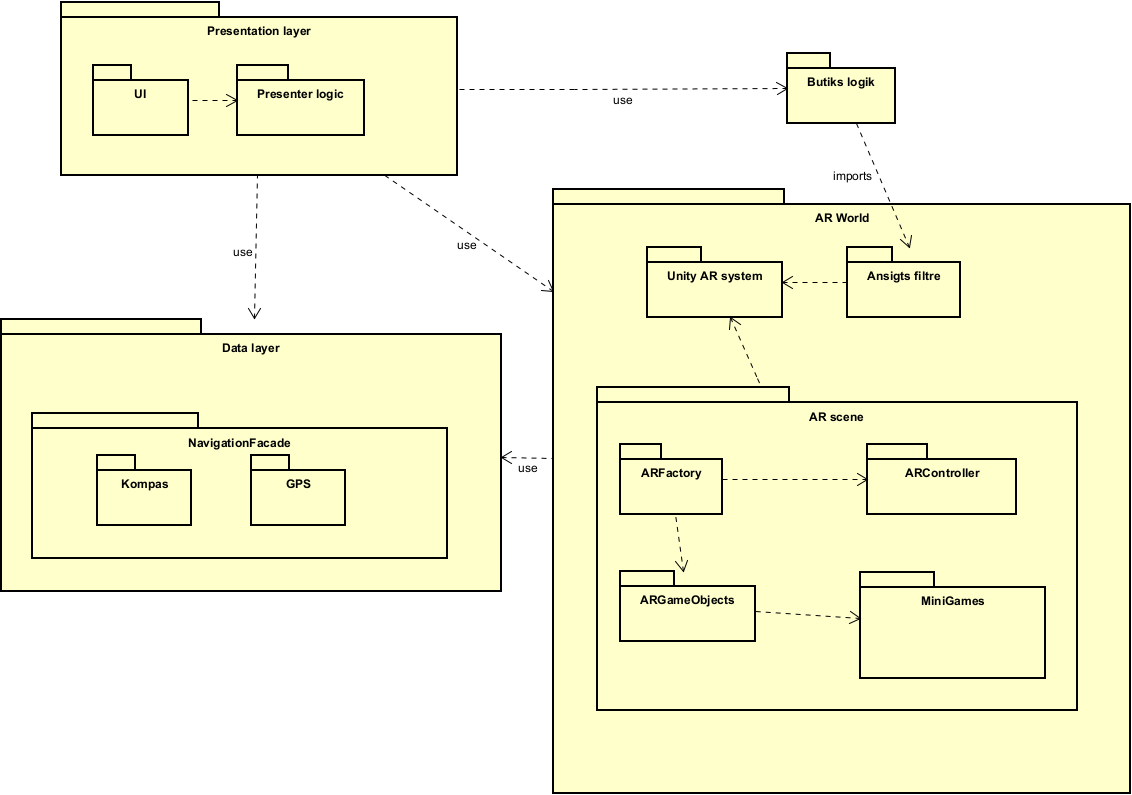 Presentation layer
UI
Presenter logic
use
Butiks logik
imports
use
use
AR World
Unity AR system
Ansigts filtre
Data layer
NavigationFacade
Kompas
GPS
use
AR scene
ARFactory
ARController
ARGameObjects
MiniGames